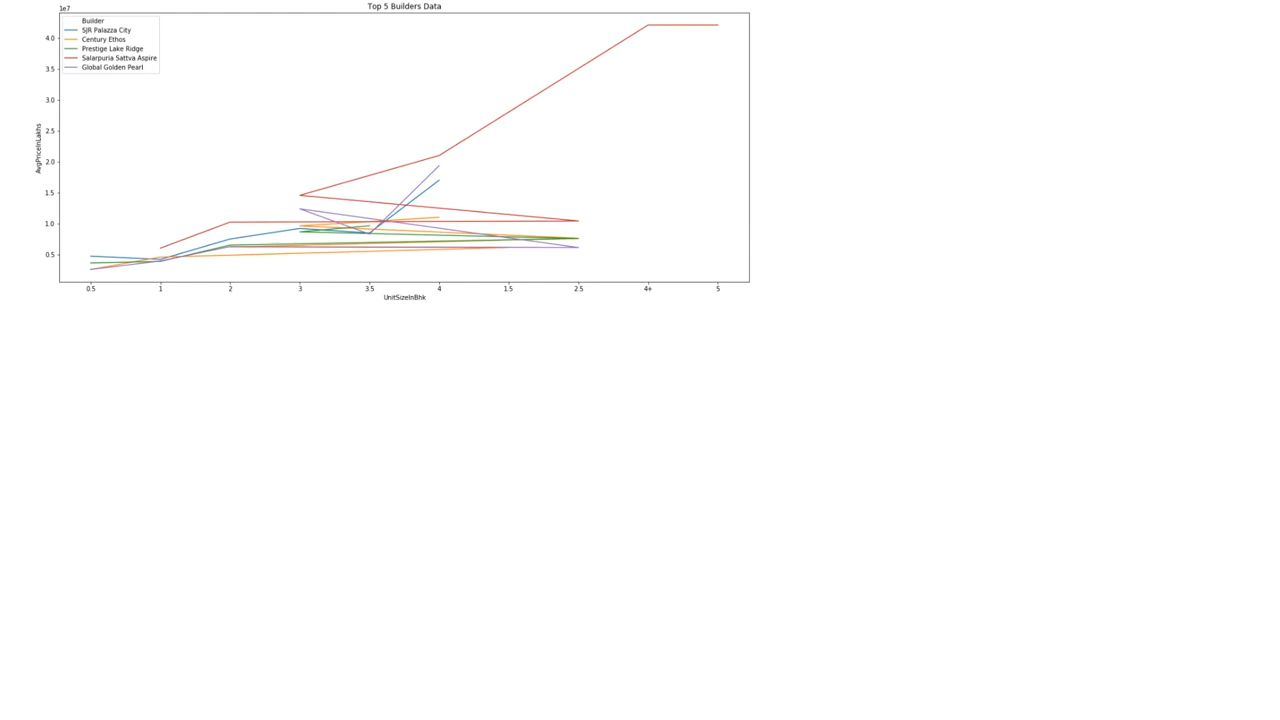 Top 5 Builders Data
1e7
Builder
SJR Palazza City
Century Ethos
Prestige Lake Ridge
Salarpuria Sattva Aspire
Global Golden Pearl
4.0
3.5
3.0
2.5
2.0
1.5
1.0
0.5
AvgPriceInLakhs
0.5 1 2 3 3.5 4 1.5 2.5 4+ 5
UnitSizeInBhk